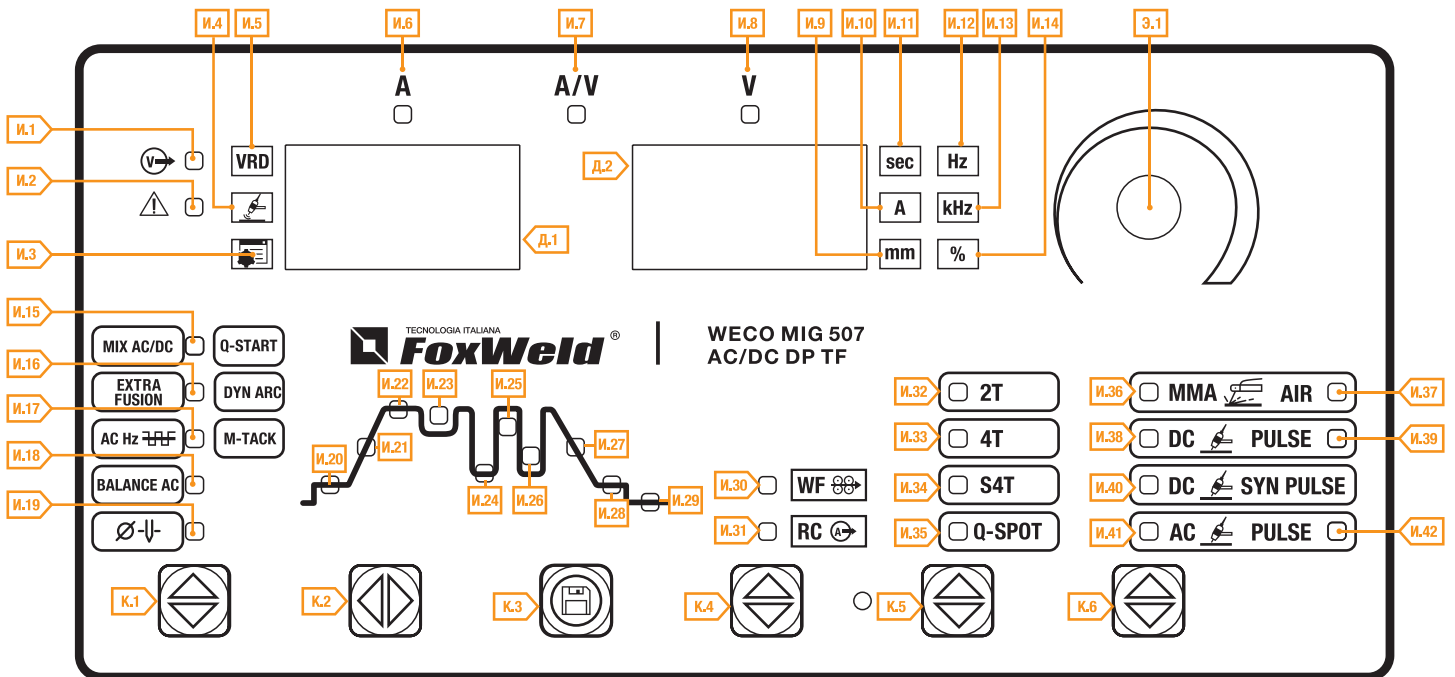 И.4 И.5 И.6 И.7 И.8 И.9 И.10 И.11 И.12 И.13 И.14 Э.1
A A/V V
И.1 V VRD Д.2 sec Hz
И.2 A kHz
И.3 Д.1 mm %
И.15 MIX AC/DC Q-START
И.16 EXTRA FUSION DYN ARC
И.17 AC Hz M-TACK
И.18 BALANCE AC
И.19 Ø
TECNOLOGIA ITALIANA
FoxWeld ®
WECO MIG 507
AC/DC DP TF
И.22 И.23 И.25
И.20 И.21 И.27
И.24 И.26 И.28 И.29
И.30 WF
И.31 RC A
И.32 2T
И.33 4T
И.34 S4T
И.35 Q-SPOT
И.36 MMA AIR И.37
И.38 DC PULSE И.39
И.40 DC SYN PULSE
И.41 AC PULSE И.42
К.1 К.2 К.3 К.4 К.5 К.6